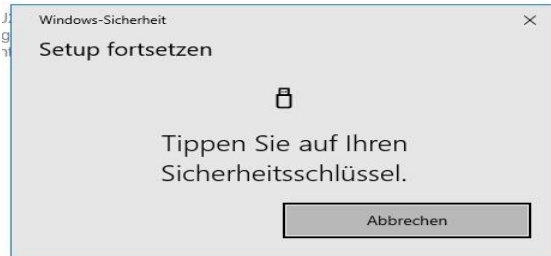 Windows-Sicherheit
Setup fortsetzen
Tippen Sie auf Ihren
Sicherheitsschlüssel.
Abbrechen